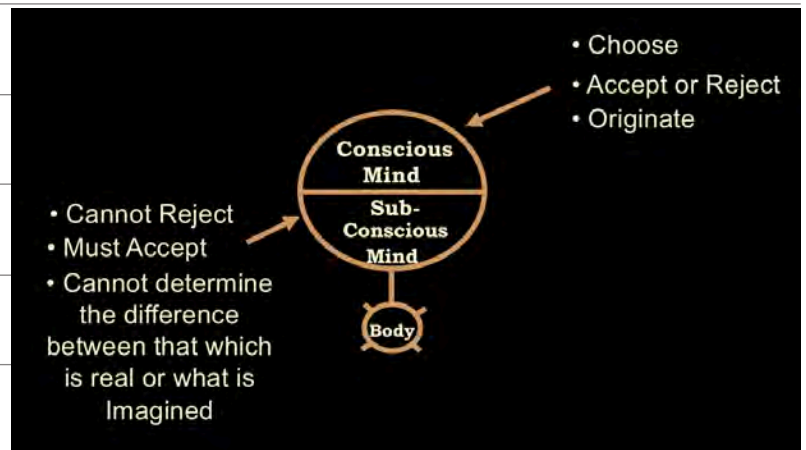 • Choose
• Accept or Reject
• Originate
Conscious
Mind
Sub-
Conscious
Mind
• Cannot Reject
• Must Accept
• Cannot determine
the difference
between that which
is real or what is
Imagined
Body